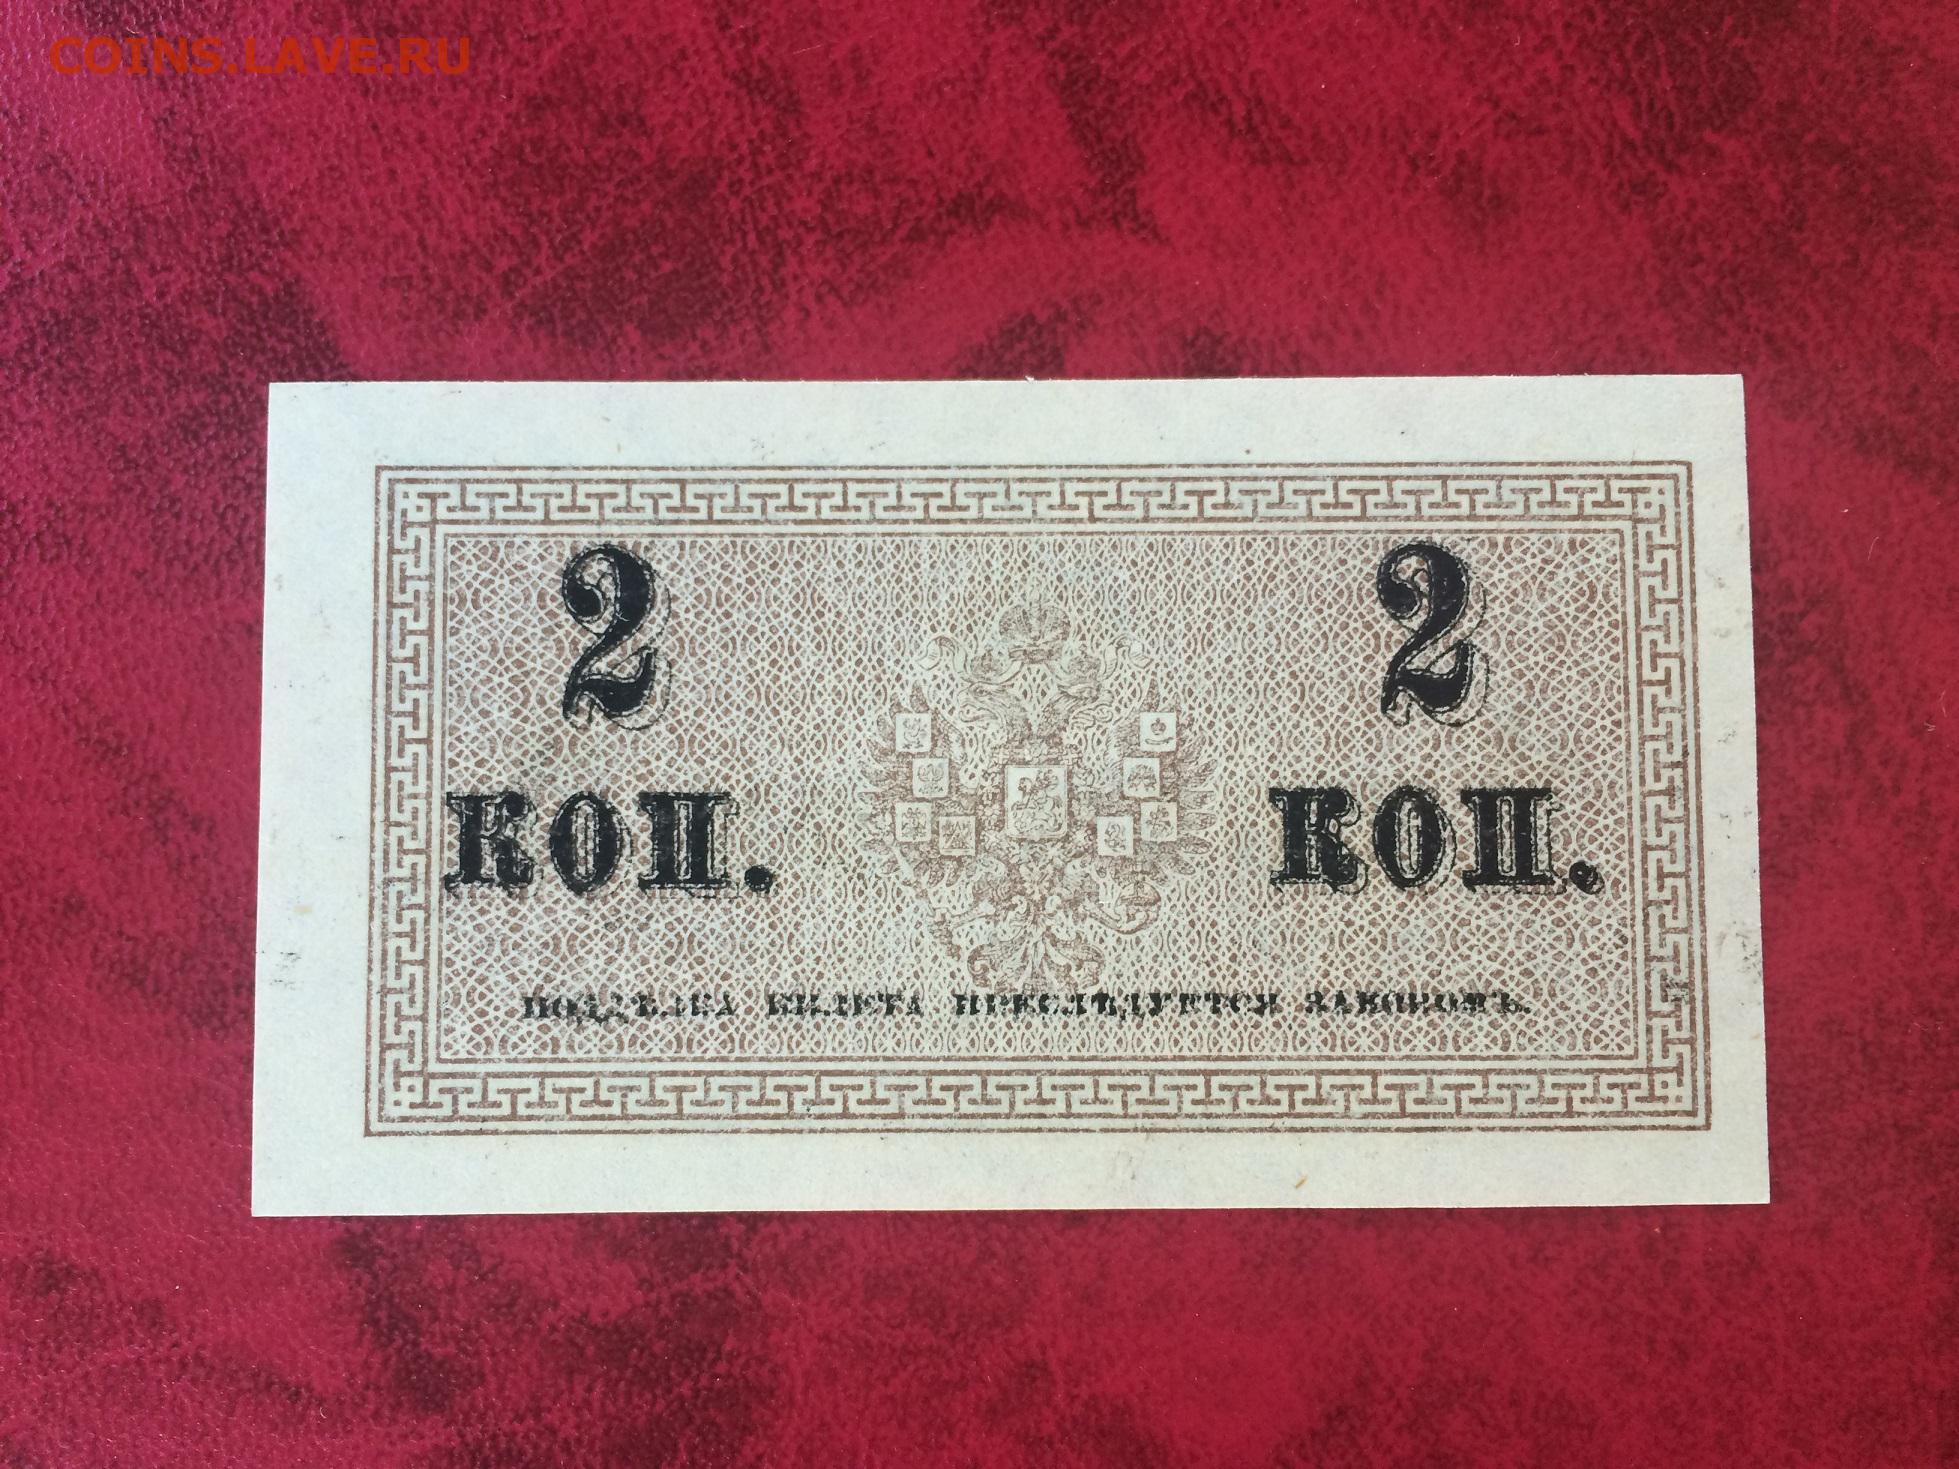 COINS.LAVE.RU
2 2
КОП. КОП.
ПОДДѢЛКА БИЛЕТА ПРЕСЛѢДУЕТСЯ ЗАКОНОМЪ.